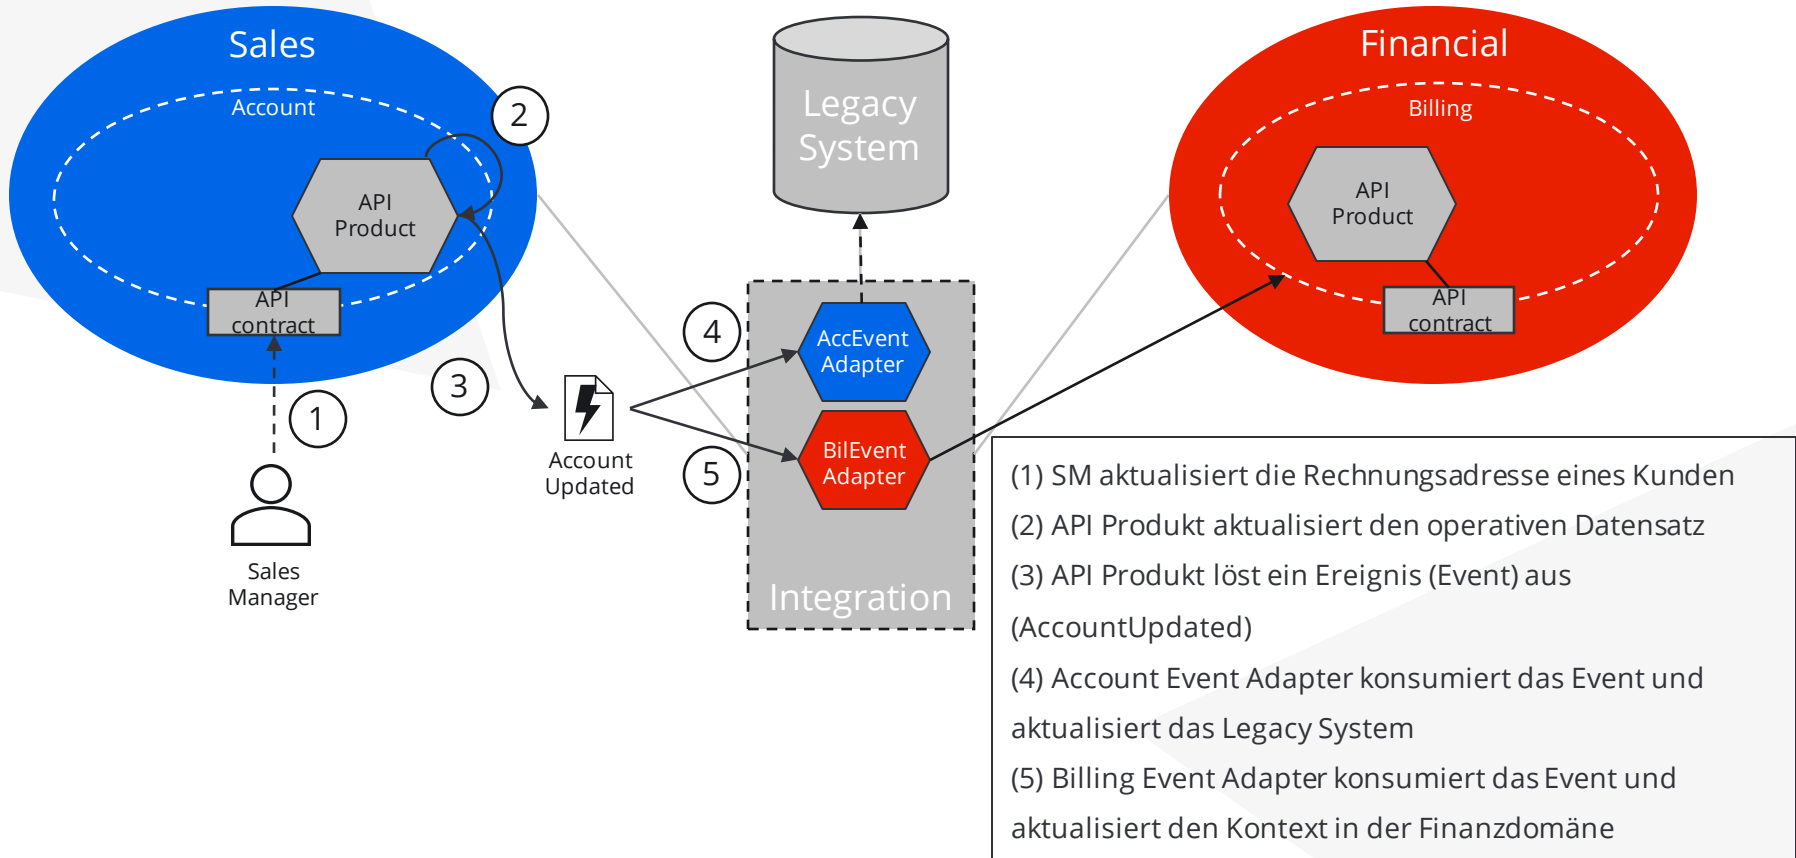 Sales
Account
2
API
Product
API
contract
1
Sales
Manager
3
Account
Updated
Legacy
System
4
AccEvent
Adapter
5
BilEvent
Adapter
Integration
Financial
Billing
API
Product
API
contract
(1) SM aktualisiert die Rechnungsadresse eines Kunden
(2) API Produkt aktualisiert den operativen Datensatz
(3) API Produkt löst ein Ereignis (Event) aus
(AccountUpdated)
(4) Account Event Adapter konsumiert das Event und
aktualisiert das Legacy System
(5) Billing Event Adapter konsumiert das Event und
aktualisiert den Kontext in der Finanzdomäne